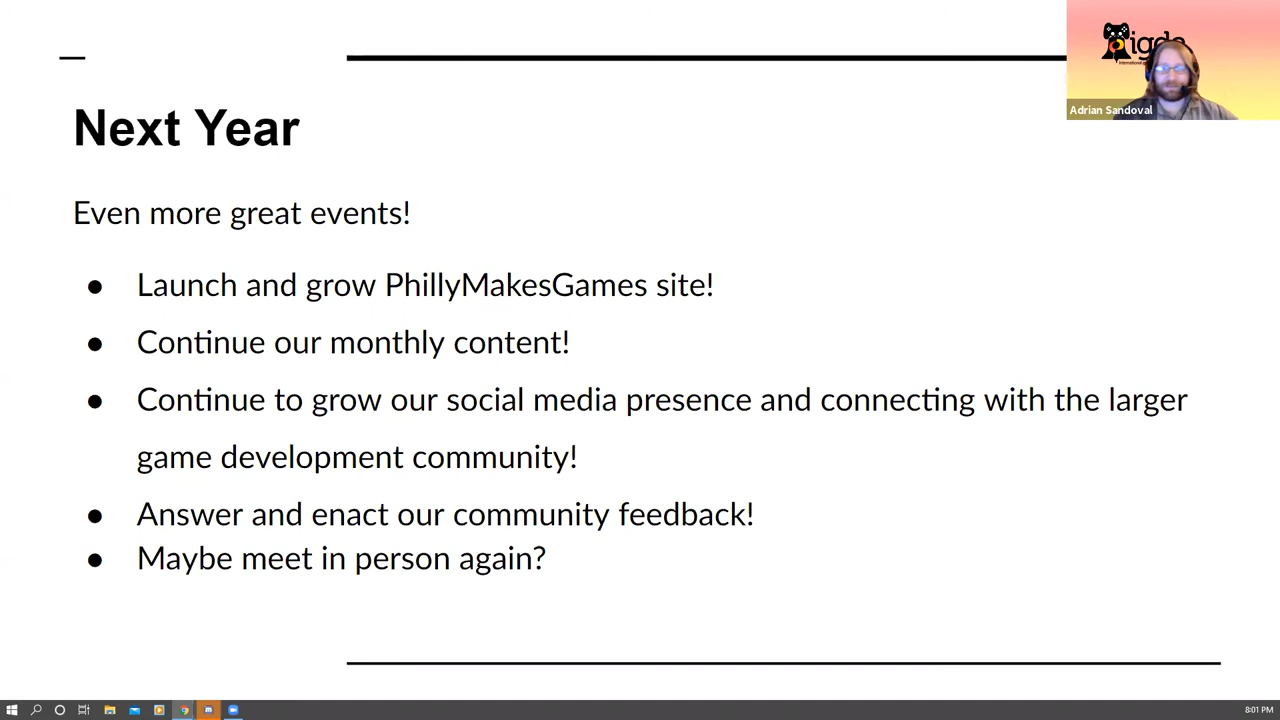 Next Year
Even more great events!
● Launch and grow PhillyMakesGames site!
● Continue our monthly content!
● Continue to grow our social media presence and connecting with the larger
game development community!
● Answer and enact our community feedback!
● Maybe meet in person again?
Adrian Sandoval
8:01 PM